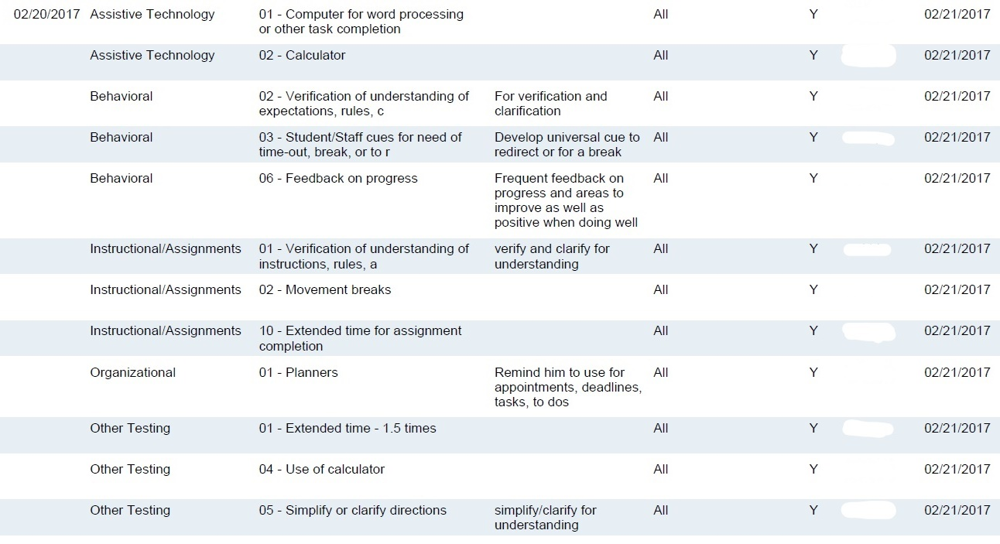 02/20/2017 Assistive Technology 01 - Computer for word processing All Y 02/21/2017
or other task completion
Assistive Technology 02 - Calculator All Y 02/21/2017
Behavioral 02 - Verification of understanding of For verification and All Y 02/21/2017
expectations, rules, c clarification
Behavioral 03 - Student/Staff cues for need of Develop universal cue to All Y 02/21/2017
time-out, break, or to r redirect or for a break
Behavioral 06 - Feedback on progress Frequent feedback on All Y 02/21/2017
progress and areas to
improve as well as
positive when doing well
Instructional/Assignments 01 - Verification of understanding of verify and clarify for All Y 02/21/2017
instructions, rules, a understanding
Instructional/Assignments 02 - Movement breaks All Y 02/21/2017
Instructional/Assignments 10 - Extended time for assignment All Y 02/21/2017
completion
Organizational 01 - Planners Remind him to use for All Y 02/21/2017
appointments, deadlines,
tasks, to dos
Other Testing 01 - Extended time - 1.5 times All Y 02/21/2017
Other Testing 04 - Use of calculator All Y 02/21/2017
Other Testing 05 - Simplify or clarify directions simplify/clarify for All Y 02/21/2017
understanding